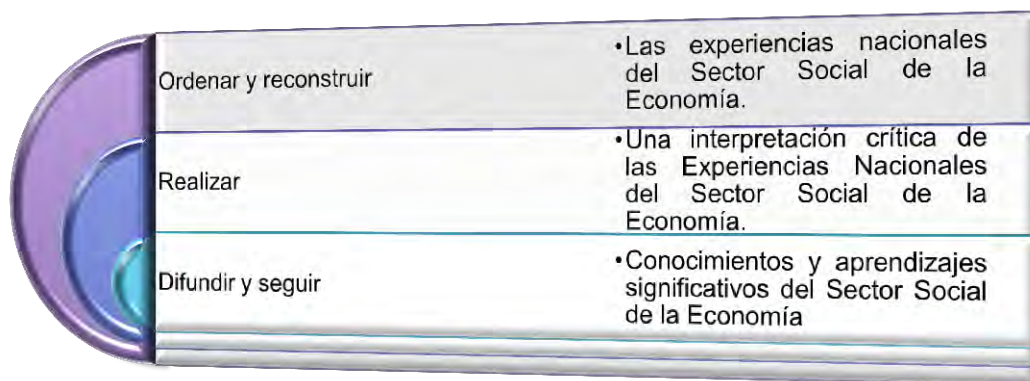 Ordenar y reconstruir
•Las experiencias nacionales
del Sector Social de la
Economía.
Realizar
•Una interpretación crítica de
las Experiencias Nacionales
del Sector Social de la
Economía.
Difundir y seguir
•Conocimientos y aprendizajes
significativos del Sector Social
de la Economía